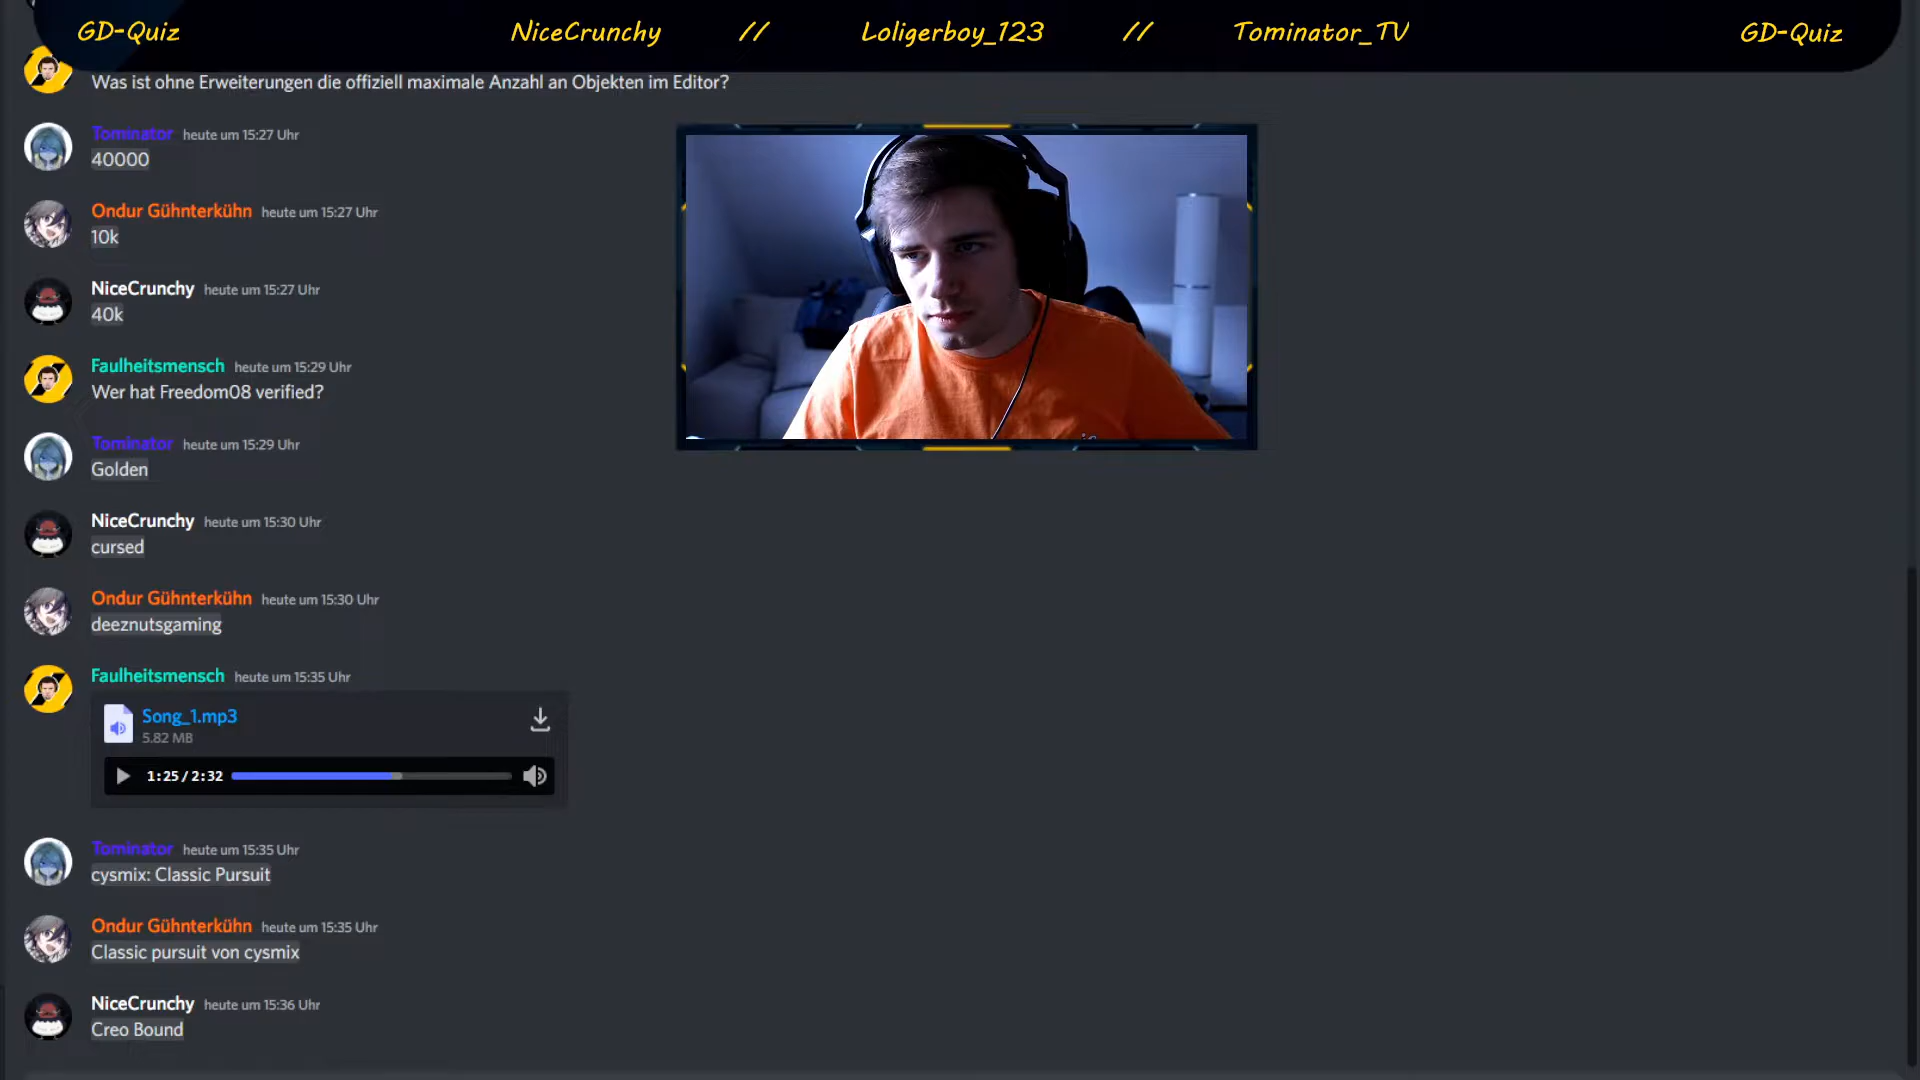 GD-Quiz NiceCrunchy // Loligerboy_123 // Tominator_TV GD-Quiz
Was ist ohne Erweiterungen die offiziell maximale Anzahl an Objekten im Editor?
Tominator heute um 15:27 Uhr
40000
Ondur Gühnterkühn heute um 15:27 Uhr
10k
NiceCrunchy heute um 15:27 Uhr
40k
Faulheitsmensch heute um 15:29 Uhr
Wer hat Freedom08 verified?
Tominator heute um 15:29 Uhr
Golden
NiceCrunchy heute um 15:30 Uhr
cursed
Ondur Gühnterkühn heute um 15:30 Uhr
deeznutsgaming
Faulheitsmensch heute um 15:35 Uhr
Song_1.mp3
5.82 MB
1:25 / 2:32
Tominator heute um 15:35 Uhr
cysmix: Classic Pursuit
Ondur Gühnterkühn heute um 15:35 Uhr
Classic pursuit von cysmix
NiceCrunchy heute um 15:36 Uhr
Creo Bound